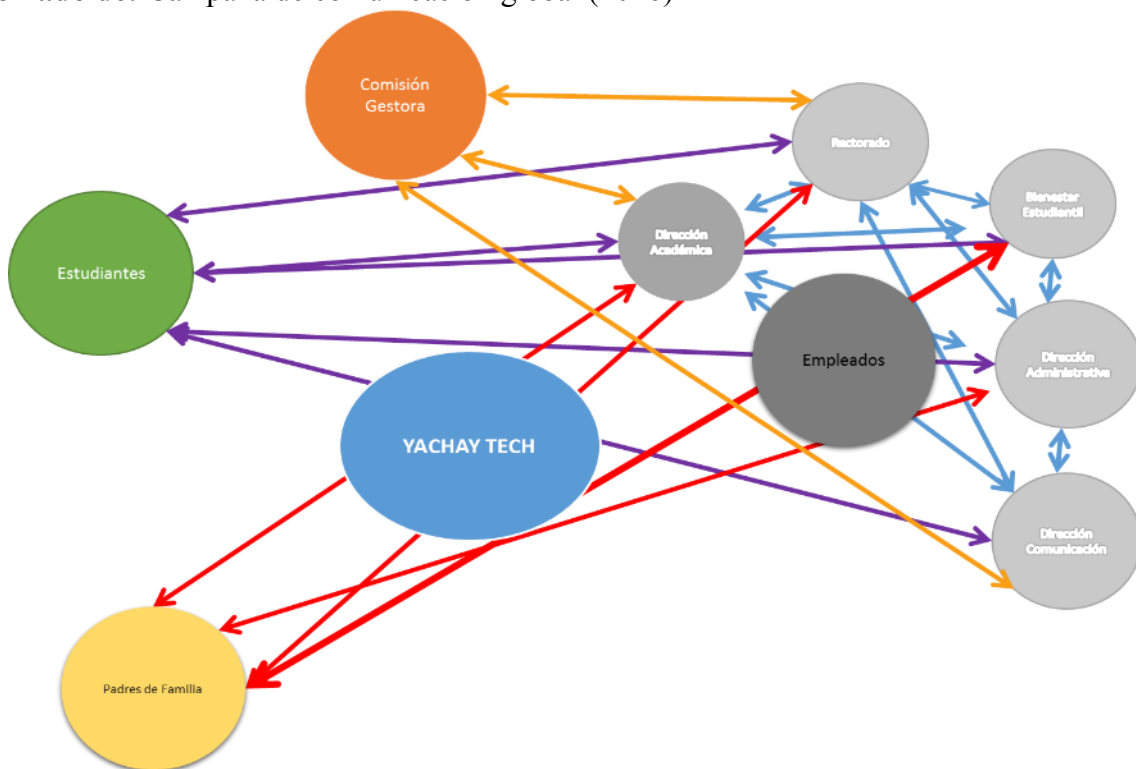 Comisión
Gestora
Rectorado
Bienestar
Estudiantil
Dirección
Académica
Estudiantes
Empleados
Dirección
Administrativa
YACHAY TECH
Dirección
Comunicación
Padres de Familia